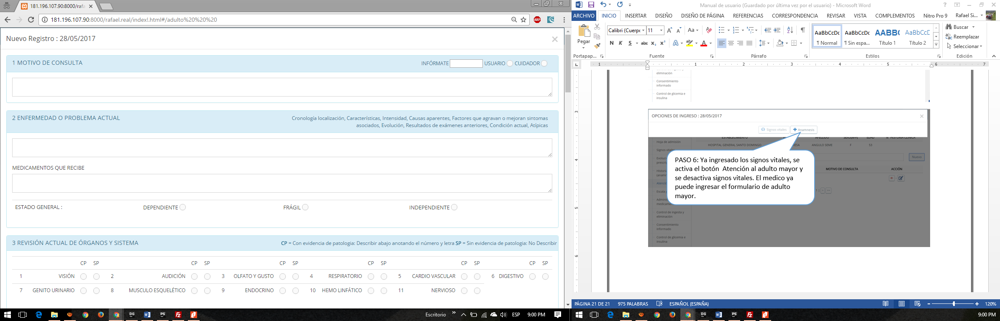 181.196.107.90:8000/rafa
181.196.107.90:8000/rafael.real/index!.html#/adulto%20%20%20
ABP
Nuevo Registro : 28/05/2017
1 MOTIVO DE CONSULTA
INFÓRMATE USUARIO CUIDADOR
2 ENFERMEDAD O PROBLEMA ACTUAL
Cronología localización, Características, Intensidad, Causas aparentes, Factores que agravan o mejoran sintomas
asociados, Evolución, Resultados de exámenes anteriores, Condición actual, Atípicas
MEDICAMENTOS QUE RECIBE
ESTADO GENERAL : DEPENDIENTE FRÁGIL INDEPENDIENTE
3 REVISIÓN ACTUAL DE ÓRGANOS Y SISTEMA
CP = Con evidencia de patologia: Describir abajo anotando el número y letra SP = Sin evidencia de patologia: No Describir
CP SP CP SP CP SP CP SP CP SP CP SP
1 VISIÓN 2 AUDICIÓN 3 OLFATO Y GUSTO 4 RESPIRATORIO 5 CARDIO VASCULAR 6 DIGESTIVO
7 GENITO URINARIO 8 MUSCULO ESQUELÉTICO 9 ENDOCRINO 10 HEMO LINFÁTICO 11 NERVIOSO
Escritorio ESP 9:00 PM
Manual de usuario (Guardado por última vez por el usuario) - Microsoft Word
ARCHIVO INICIO INSERTAR DISEÑO DISEÑO DE PÁGINA REFERENCIAS CORRESPONDENCIA REVISAR VISTA COMPLEMENTOS Nitro Pro 9 Rafael Si...
Pegar
Portapap...
Calibri (Cuerpo 11
N K S abc x₂ x²
Fuente
Párrafo
AaBbCcDc AaBbCcDc AABBC AaBbCcD
¶ Normal ¶ Sin espa... Título 1 Título 2
Estilos
Buscar
Reemplazar
Seleccionar
Edición
1 1 2 3 4 5 6 7
eliminación
Consentimiento
informado
Control de glicemia e
insulina
OPCIONES DE INGRESO : 28/05/2017
Signos vitales Anamnesis
ESTABLECIMIENTO APELLIDO SEXO(M-F) EDAD N° HISTORIA CLINICA
Hoja de admisión
HOSPITAL GENERAL SANTO DOMINGO ANGULO SEME F 53
Signos vitales
Nuevo
MOTIVO DE CONSULTA ACCIÓN
PASO 6: Ya ingresado los signos vitales, se
activa el botón  Atención al adulto mayor y
se desactiva signos vitales. El medico ya
puede ingresar el formulario de adulto
mayor.
Control de ingesta y
eliminación
Consentimiento
informado
Control de glicemia e
insulina
PÁGINA 21 DE 21 975 PALABRAS ESPAÑOL (ESPAÑA) 120%
9:00 PM